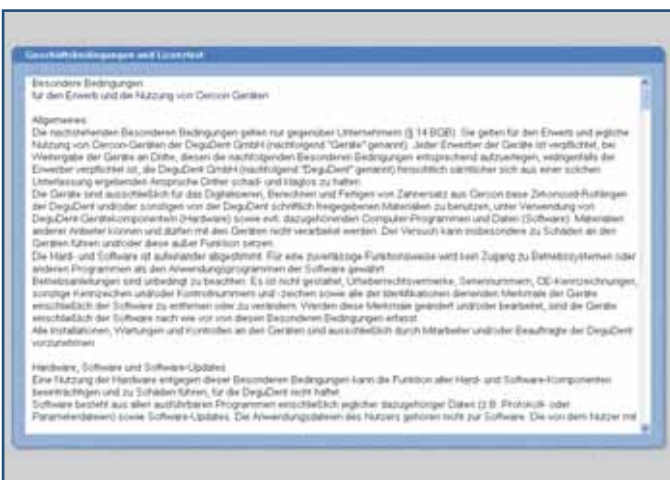 Geschäftsbedingungen und Lizenztext
Besondere Bedingungen
für den Erwerb und die Nutzung von Cercon Geräten
Allgemeines
Die nachstehenden Besonderen Bedingungen gelten nur gegenüber Unternehmern (§ 14 BGB). Sie gelten für den Erwerb und jegliche
Nutzung von Cercon-Geräten der DeguDent GmbH (nachfolgend "Geräte" genannt). Jeder Erwerber der Geräte ist verpflichtet, bei
Weitergabe der Geräte an Dritte, diesen die nachfolgenden Besonderen Bedingungen entsprechend aufzuerlegen, widrigenfalls der
Erwerber verpflichtet ist, die DeguDent GmbH (nachfolgend "DeguDent" genannt) hinsichtlich sämtlicher sich aus einer solchen
Unterlassung ergebenden Ansprüche Dritter schad- und klaglos zu halten.
Die Geräte sind ausschließlich für das Digitalisieren, Berechnen und Fertigen von Zahnersatz aus Cercon base Zirkonoxid-Rohlingen
der DeguDent und/oder sonstigen von der DeguDent schriftlich freigegebenen Materialien zu benutzen, unter Verwendung von
DeguDent-Gerätekomponenten (Hardware) sowie evt. dazugehörenden Computer-Programmen und Daten (Software). Materialien
anderer Anbieter können und dürfen mit den Geräten nicht verarbeitet werden. Der Versuch kann insbesondere zu Schäden an den
Geräten führen und/oder diese außer Funktion setzen.
Die Hard- und Software ist aufeinander abgestimmt. Für eine zuverlässige Funktionsweise wird kein Zugang zu Betriebssystemen oder
anderen Programmen als den Anwendungsprogrammen der Software gewährt.
Betriebsanleitungen sind unbedingt zu beachten. Es ist nicht gestattet, Urheberrechtsvermerke, Seriennummern, CE-Kennzeichnungen,
sonstige Kennzeichen und/oder Kontrollnummern und -zeichen sowie alle der Identifikationen dienenden Merkmale der Geräte
einschließlich der Software zu entfernen oder zu verändern. Werden diese Merkmale geändert und/oder bearbeitet, sind die Geräte
einschließlich der Software nach wie vor von diesen Besonderen Bedingungen erfasst.
Alle Installationen, Wartungen und Kontrollen an den Geräten sind ausschließlich durch Mitarbeiter und/oder Beauftragte der DeguDent
vorzunehmen.
Hardware, Software und Software-Updates
Eine Nutzung der Hardware entgegen dieser Besonderen Bedingungen kann die Funktion aller Hard- und Software-Komponenten
beeinträchtigen und zu Schäden führen, für die DeguDent nicht haftet.
Software besteht aus allen ausführbaren Programmen einschließlich jeglicher dazugehöriger Daten (z.B. Protokoll- oder
Parameterdateien) sowie Software-Updates. Die Anwendungsdateien des Nutzers gehören nicht zur Software. Die von dem Nutzer mit